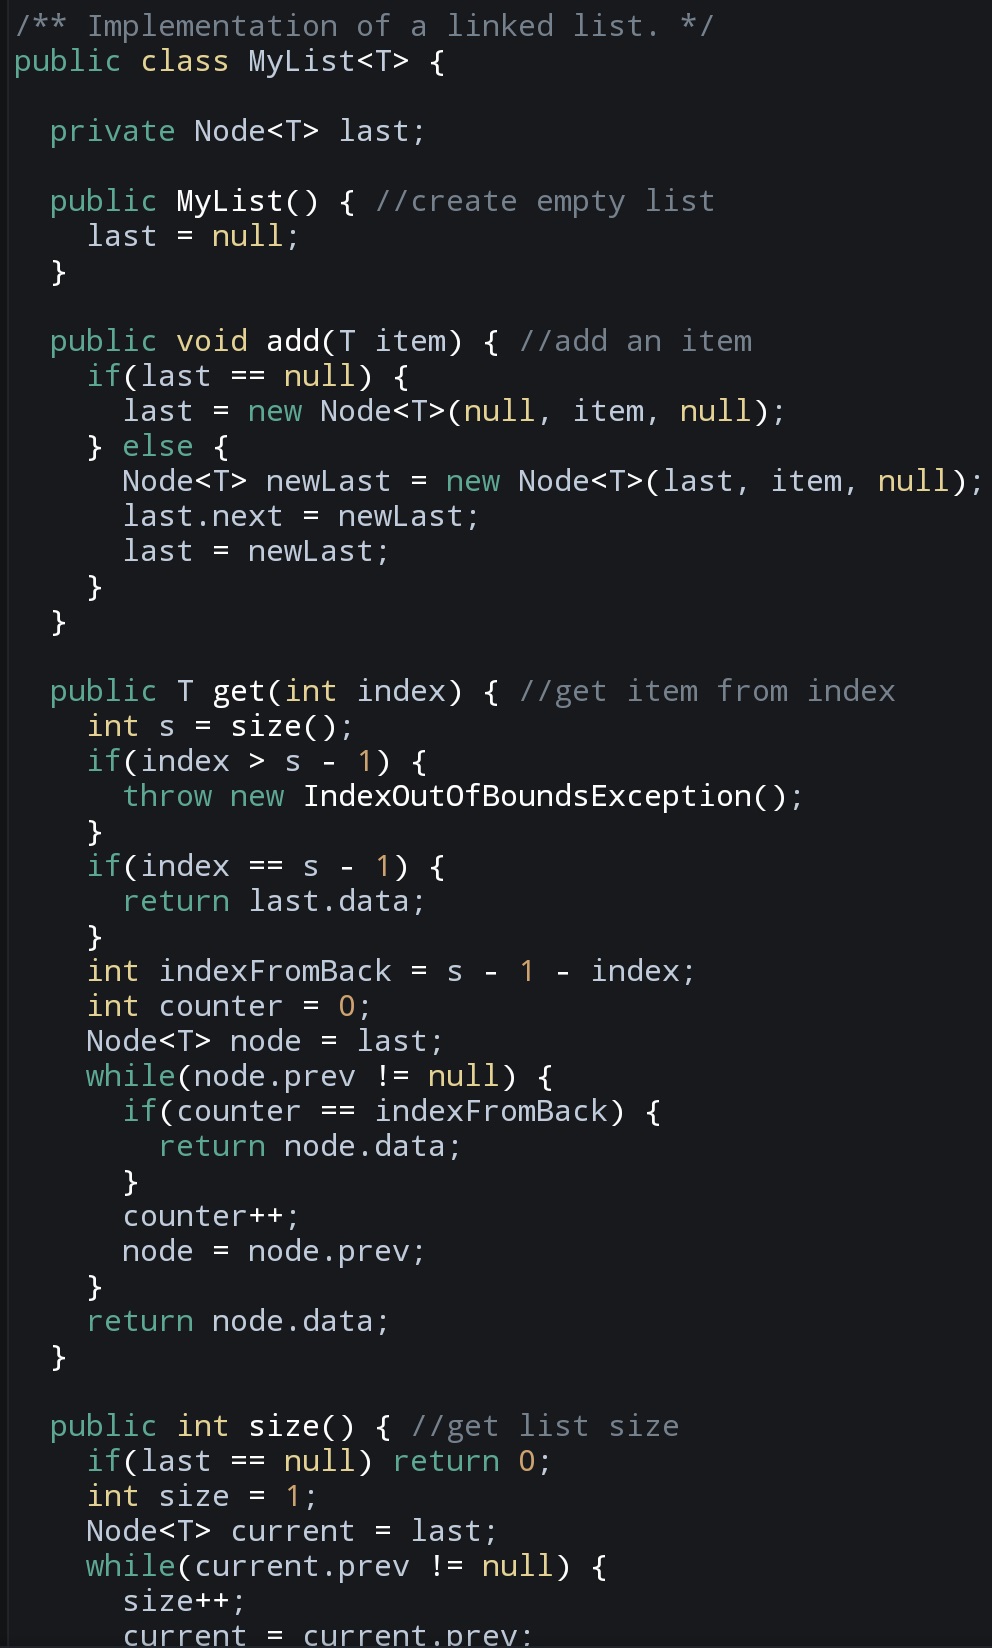 /** Implementation of a linked list. */
public class MyList<T> {

  private Node<T> last;

  public MyList() { //create empty list
    last = null;
  }

  public void add(T item) { //add an item
    if(last == null) {
      last = new Node<T>(null, item, null);
    } else {
      Node<T> newLast = new Node<T>(last, item, null);
      last.next = newLast;
      last = newLast;
    }
  }

  public T get(int index) { //get item from index
    int s = size();
    if(index > s - 1) {
      throw new IndexOutOfBoundsException();
    }
    if(index == s - 1) {
      return last.data;
    }
    int indexFromBack = s - 1 - index;
    int counter = 0;
    Node<T> node = last;
    while(node.prev != null) {
      if(counter == indexFromBack) {
        return node.data;
      }
      counter++;
      node = node.prev;
    }
    return node.data;
  }

  public int size() { //get list size
    if(last == null) return 0;
    int size = 1;
    Node<T> current = last;
    while(current.prev != null) {
      size++;
      current = current.prev;